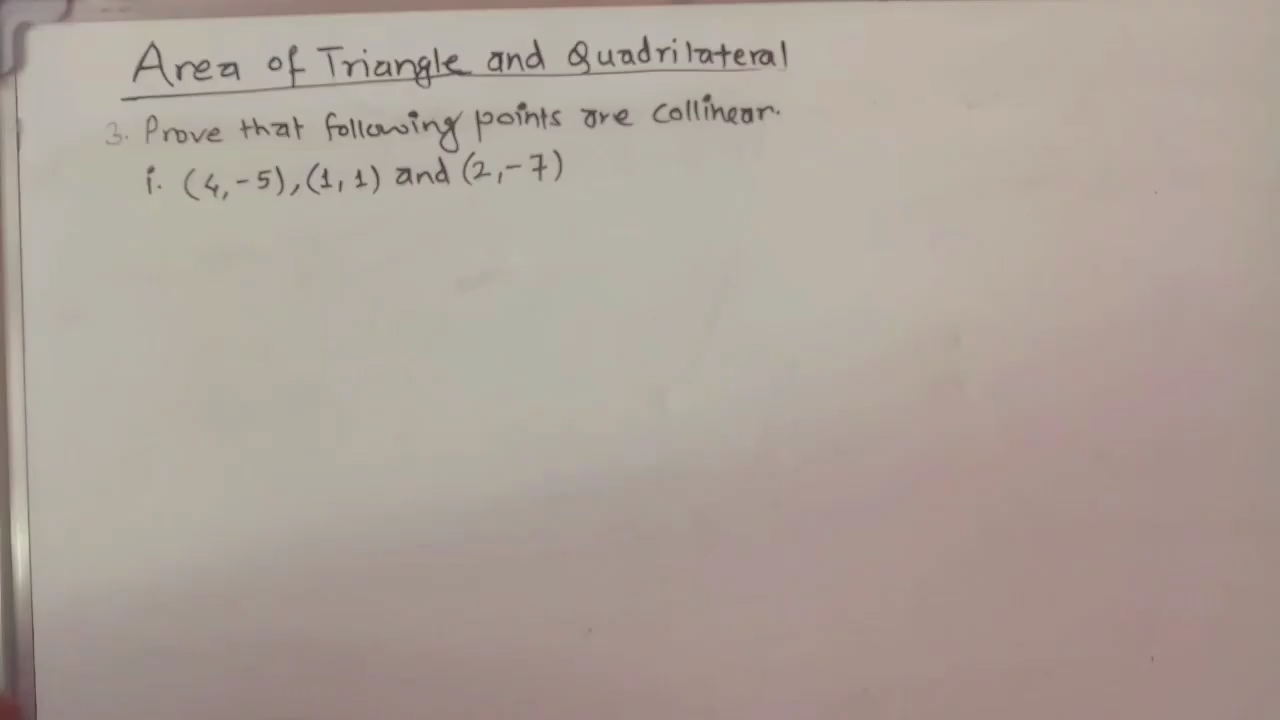 Area of Triangle and Quadrilateral
3. Prove that following points are collinear.
i. (4,-5), (1, 1) and (2,-7)